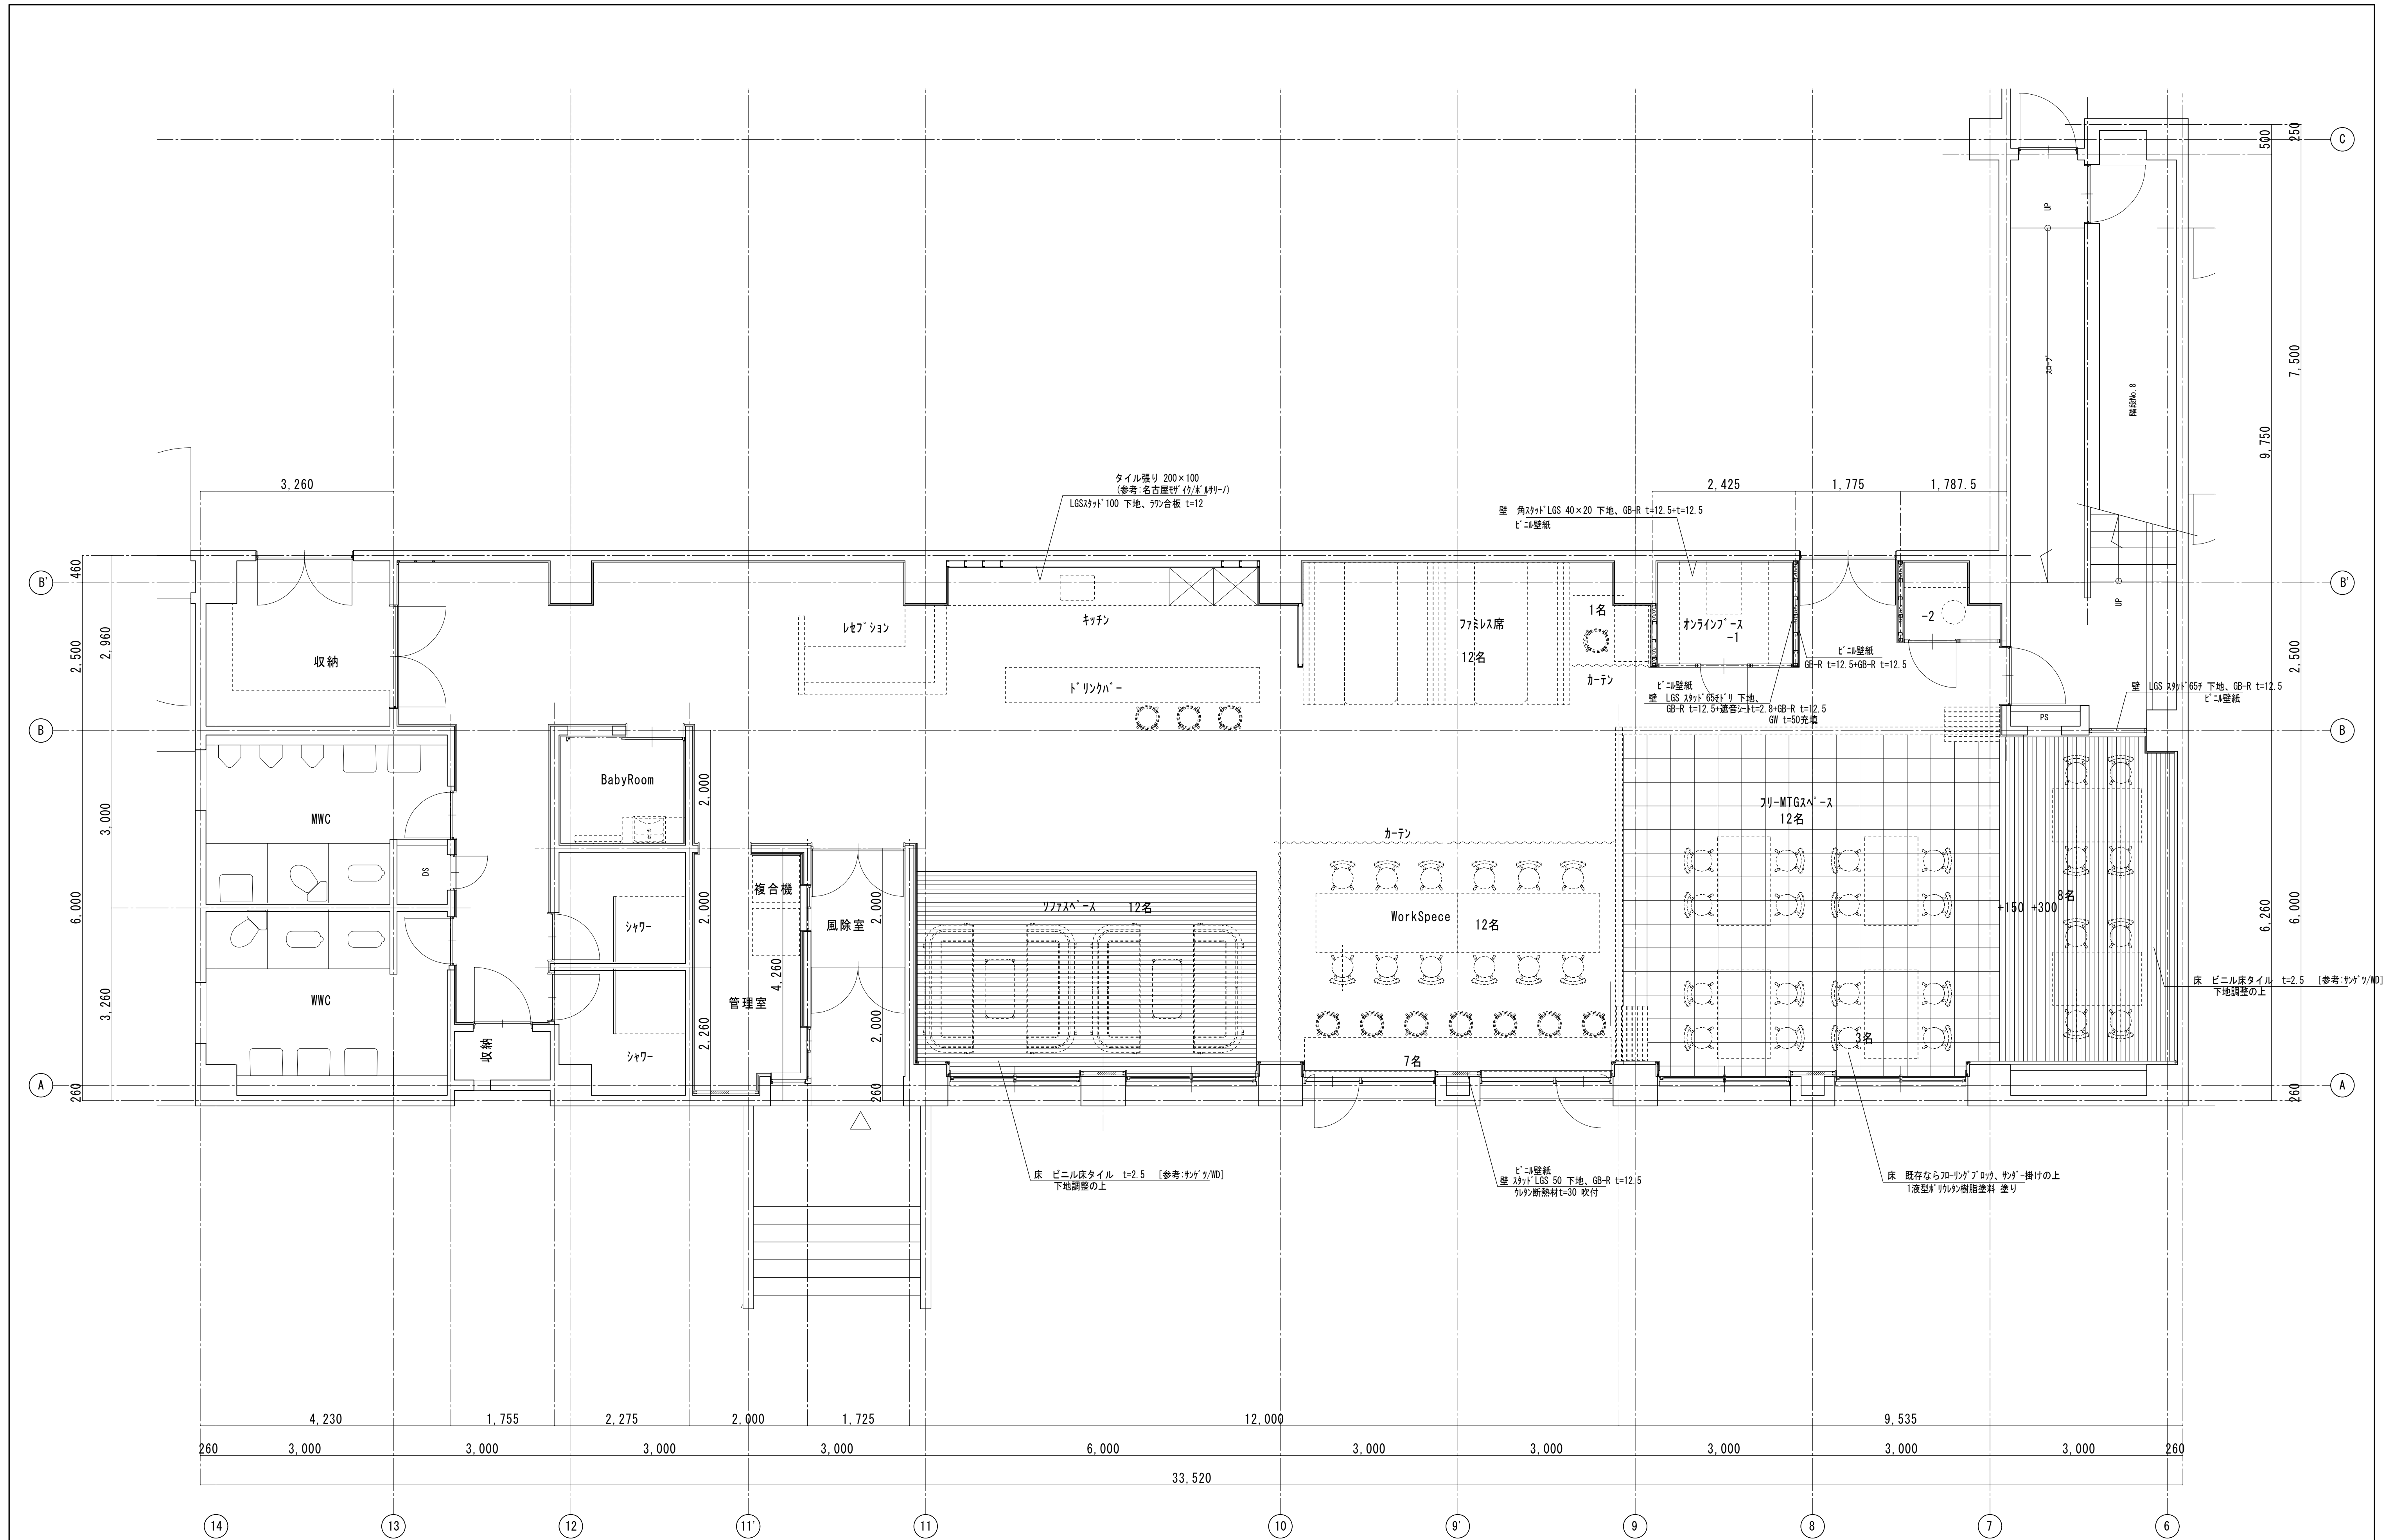 C
500
250
UP
7,500
スロープ
階段No.8
9,750
タイル張り 200×100
(参考:名古屋モザイク/ボルサリーノ)
LGSスタッド100 下地、ラワン合板 t=12
3,260
2,425
1,775
1,787.5
壁 角スタッドLGS 40×20 下地、GB-R t=12.5+t=12.5
ビニル壁紙
B'
460
2,960
2,500
収納
レセプション
キッチン
ドリンクバー
ファミレス席
12名
1名
カーテン
オンラインブース
-1
-2
UP
B'
2,500
ビニル壁紙
GB-R t=12.5+GB-R t=12.5
ビニル壁紙
壁 LGS スタッド65チドリ 下地、
GB-R t=12.5+遮音シートt=2.8+GB-R t=12.5
GW t=50充填
壁 LGS スタッド65チ 下地、GB-R t=12.5
ビニル壁紙
PS
B
B
BabyRoom
2,000
3,000
MWC
DS
6,000
複合機
カーテン
フリーMTGスペース
12名
シャワー
2,000
風除室
2,000
ソファスペース 12名
WorkSpece 12名
+150 +300
8名
6,260
6,000
4,260
3,260
WWC
管理室
床 ビニル床タイル t=2.5 [参考:サンゲツ/WD]
下地調整の上
収納
シャワー
2,260
2,000
7名
3名
A
260
260
260
A
床 ビニル床タイル t=2.5 [参考:サンゲツ/WD]
下地調整の上
ビニル壁紙
壁 スタッドLGS 50 下地、GB-R t=12.5
ウレタン断熱材t=30 吹付
床 既存ならフローリングブロック、サンダー掛けの上
1液型ポリウレタン樹脂塗料 塗り
4,230
1,755
2,275
2,000
1,725
12,000
9,535
260
3,000
3,000
3,000
3,000
6,000
3,000
3,000
3,000
3,000
3,000
260
33,520
14
13
12
11'
11
10
9'
9
8
7
6